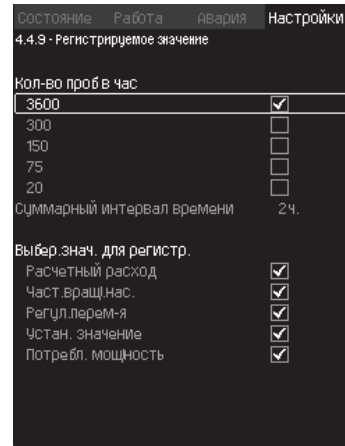 Состояние Работа Авария Настройки
4.4.9 - Регистрируемое значение
Кол-во проб в час
3600
300
150
75
20
Суммарный интервал времени 2ч.
Выбер.знач. для регистр.
Расчетный расход
Част.вращ.нас.
Регул.перем-я
Устан. значение
Потребл. мощность